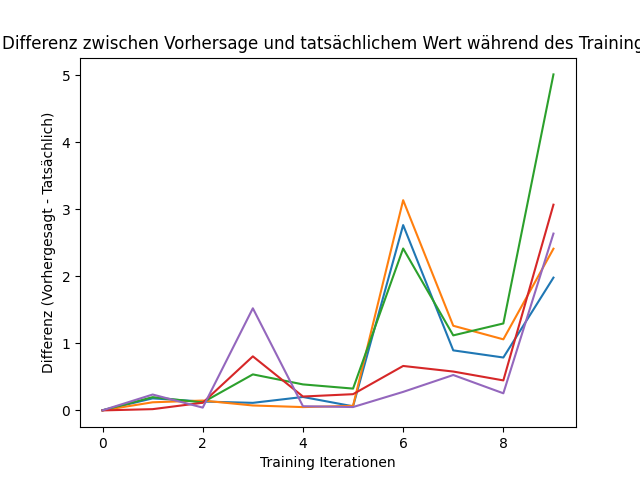 Differenz zwischen Vorhersage und tatsächlichem Wert während des Training
Differenz (Vorhergesagt - Tatsächlich)
5
4
3
2
1
0
0 2 4 6 8
Training Iterationen